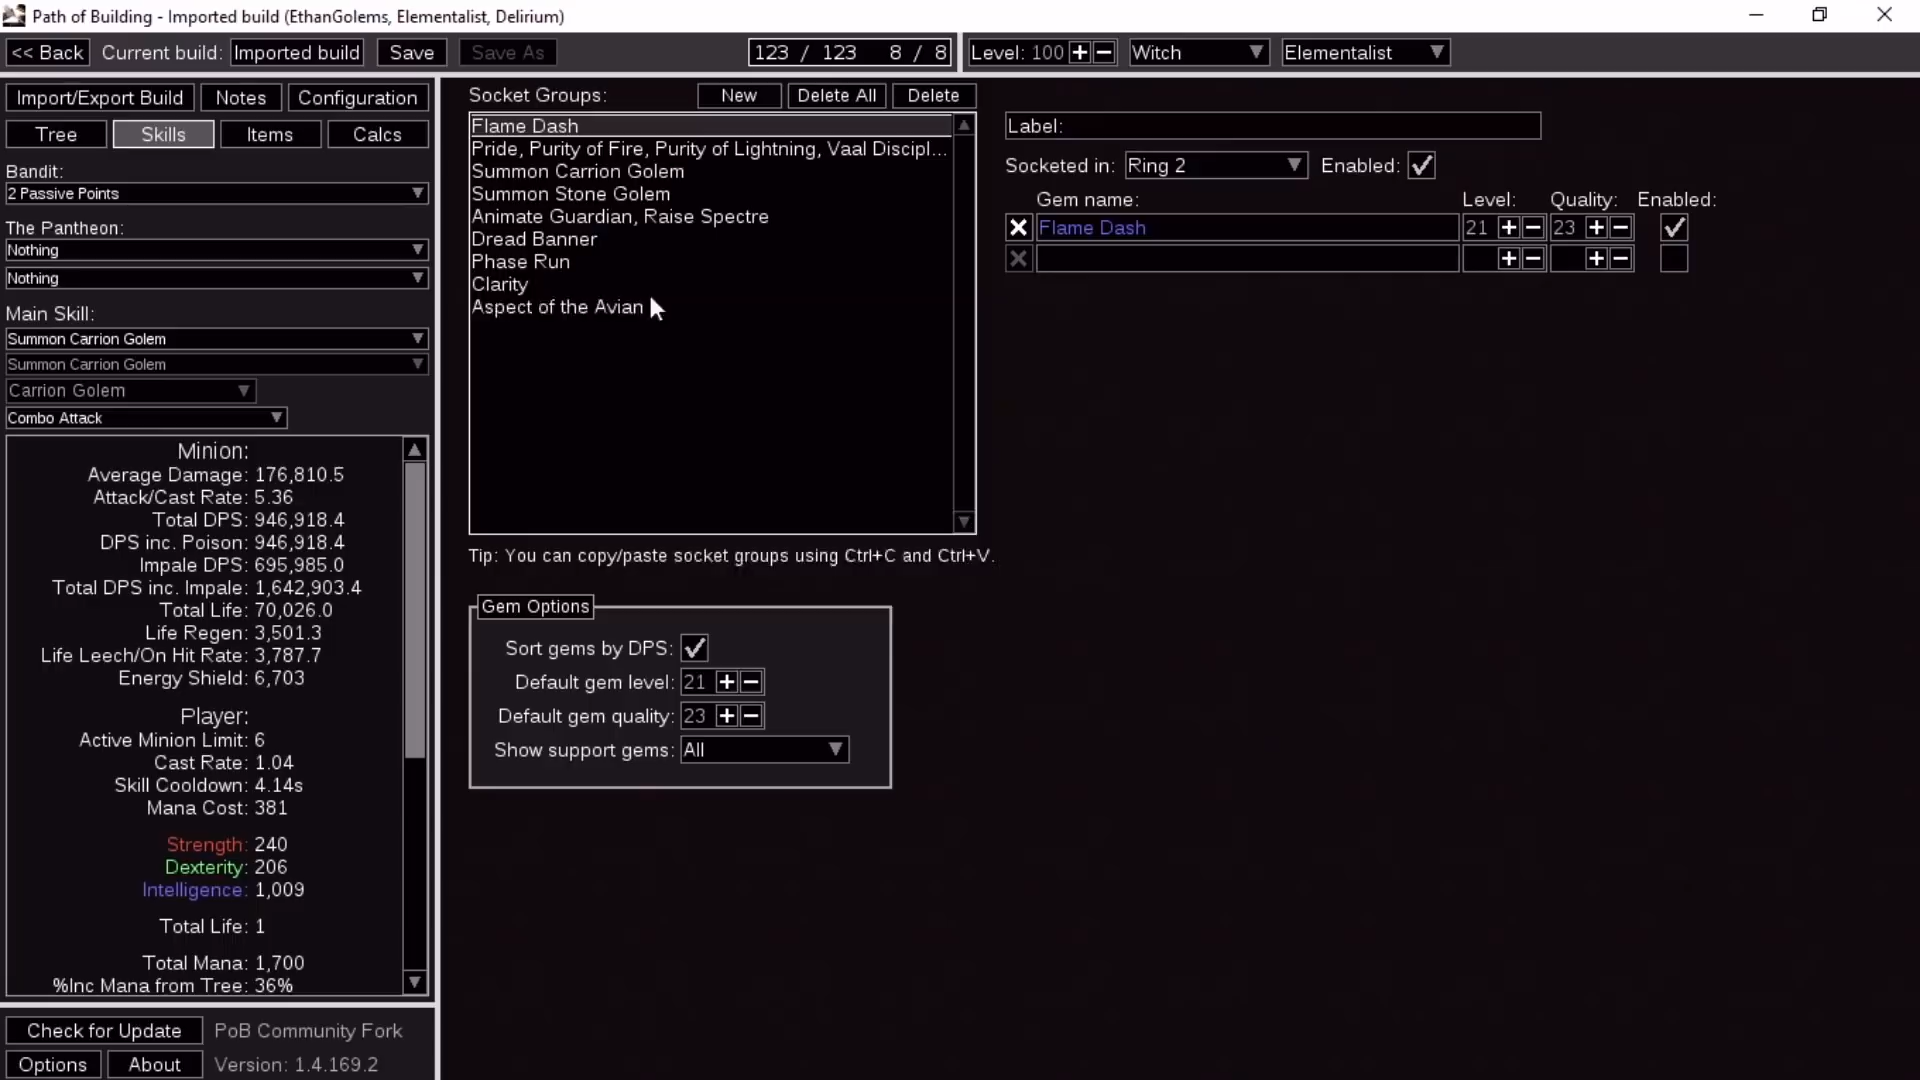 Path of Building - Imported build (EthanGolems, Elementalist, Delirium)
<< Back Current build: Imported build Save Save As 123 / 123 8 / 8 Level: 100 + - Witch Elementalist
Import/Export Build Notes Configuration
Tree Skills Items Calcs
Bandit:
2 Passive Points
The Pantheon:
Nothing
Nothing
Main Skill:
Summon Carrion Golem
Summon Carrion Golem
Carrion Golem
Combo Attack
Minion:
Average Damage: 176,810.5
Attack/Cast Rate: 5.36
Total DPS: 946,918.4
DPS inc. Poison: 946,918.4
Impale DPS: 695,985.0
Total DPS inc. Impale: 1,642,903.4
Total Life: 70,026.0
Life Regen: 3,501.3
Life Leech/On Hit Rate: 3,787.7
Energy Shield: 6,703
Player:
Active Minion Limit: 6
Cast Rate: 1.04
Skill Cooldown: 4.14s
Mana Cost: 381
Strength: 240
Dexterity: 206
Intelligence: 1,009
Total Life: 1
Total Mana: 1,700
%Inc Mana from Tree: 36%
Check for Update PoB Community Fork
Options About Version: 1.4.169.2
Socket Groups: New Delete All Delete
Flame Dash
Pride, Purity of Fire, Purity of Lightning, Vaal Discipl...
Summon Carrion Golem
Summon Stone Golem
Animate Guardian, Raise Spectre
Dread Banner
Phase Run
Clarity
Aspect of the Avian
Tip: You can copy/paste socket groups using Ctrl+C and Ctrl+V.
Gem Options
Sort gems by DPS:
Default gem level: 21 + -
Default gem quality: 23 + -
Show support gems: All
Label:
Socketed in: Ring 2 Enabled:
Gem name: Level: Quality: Enabled:
Flame Dash 21 + - 23 + -
+ - + -